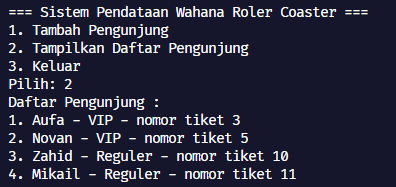 === Sistem Pendataan Wahana Roler Coaster ===
1. Tambah Pengunjung
2. Tampilkan Daftar Pengunjung
3. Keluar
Pilih: 2
Daftar Pengunjung :
1. Aufa - VIP - nomor tiket 3
2. Novan - VIP - nomor tiket 5
3. Zahid - Reguler - nomor tiket 10
4. Mikail - Reguler - nomor tiket 11